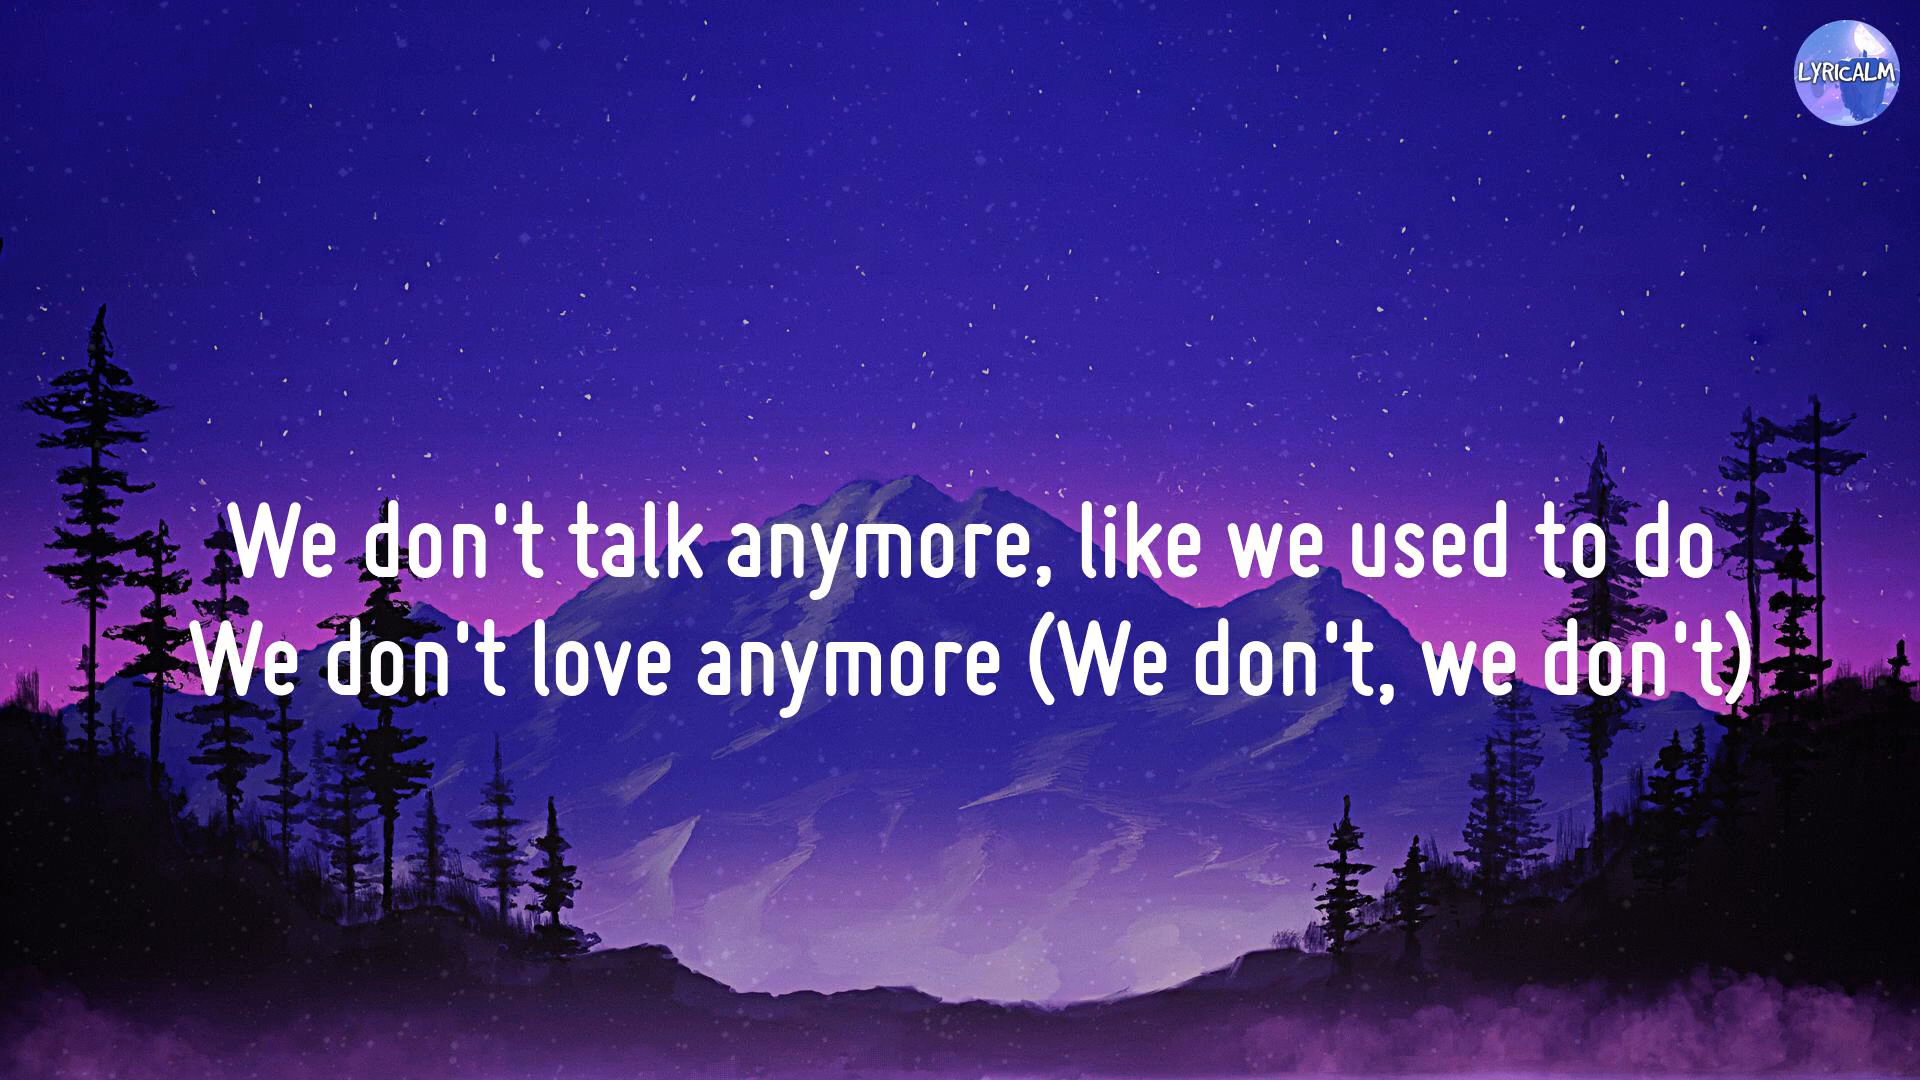 LYRICALM
We don't talk anymore, like we used to do
We don't love anymore (We don't, we don't)